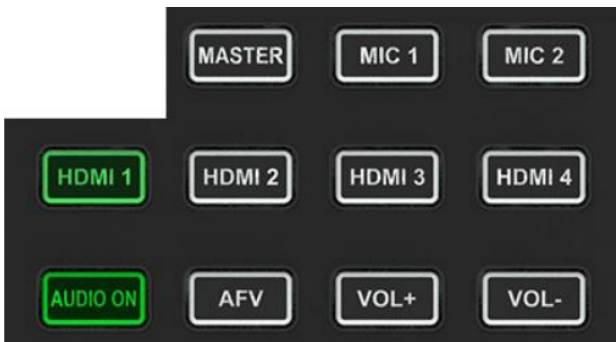 MASTER MIC 1 MIC 2
HDMI 1 HDMI 2 HDMI 3 HDMI 4
AUDIO ON AFV VOL+ VOL-